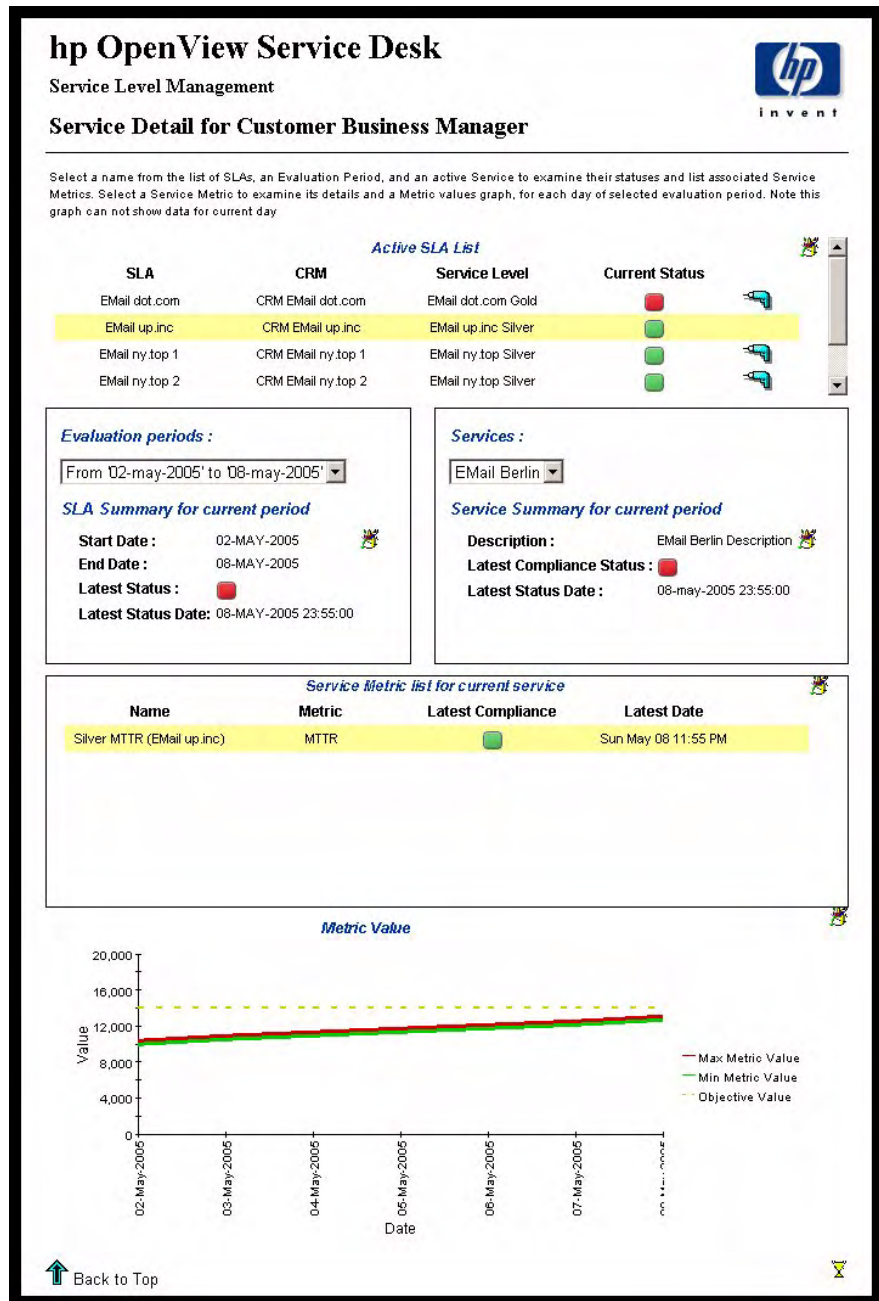 hp OpenView Service Desk
Service Level Management
Service Detail for Customer Business Manager
hp
invent
Select a name from the list of SLAs, an Evaluation Period, and an active Service to examine their statuses and list associated Service
Metrics. Select a Service Metric to examine its details and a Metric values graph, for each day of selected evaluation period. Note this
graph can not show data for current day
Active SLA List
SLA CRM Service Level Current Status
EMail dot.com CRM EMail dot.com EMail dot.com Gold
EMail up.inc CRM EMail up.inc EMail up.inc Silver
EMail ny.top 1 CRM EMail ny.top 1 EMail ny.top Silver
EMail ny.top 2 CRM EMail ny.top 2 EMail ny.top Silver
Evaluation periods :
From '02-may-2005' to '08-may-2005'
SLA Summary for current period
Start Date : 02-MAY-2005
End Date : 08-MAY-2005
Latest Status :
Latest Status Date: 08-MAY-2005 23:55:00
Services :
EMail Berlin
Service Summary for current period
Description : EMail Berlin Description
Latest Compliance Status :
Latest Status Date : 08-may-2005 23:55:00
Service Metric list for current service
Name Metric Latest Compliance Latest Date
Silver MTTR (EMail up.inc) MTTR Sun May 08 11:55 PM
Metric Value
20,000
16,000
12,000
8,000
4,000
0
Value
Max Metric Value
Min Metric Value
Objective Value
02-May-2005
03-May-2005
04-May-2005
05-May-2005
06-May-2005
07-May-2005
Date
Back to Top